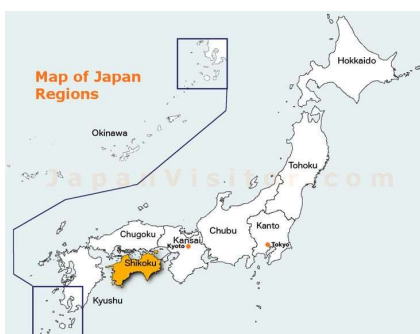 Map of Japan
Regions
Hokkaido
Okinawa
Tohoku
JapanVisitor.com
Chugoku
Kansai
Kyoto
Chubu
Kanto
Tokyo
Shikoku
Kyushu